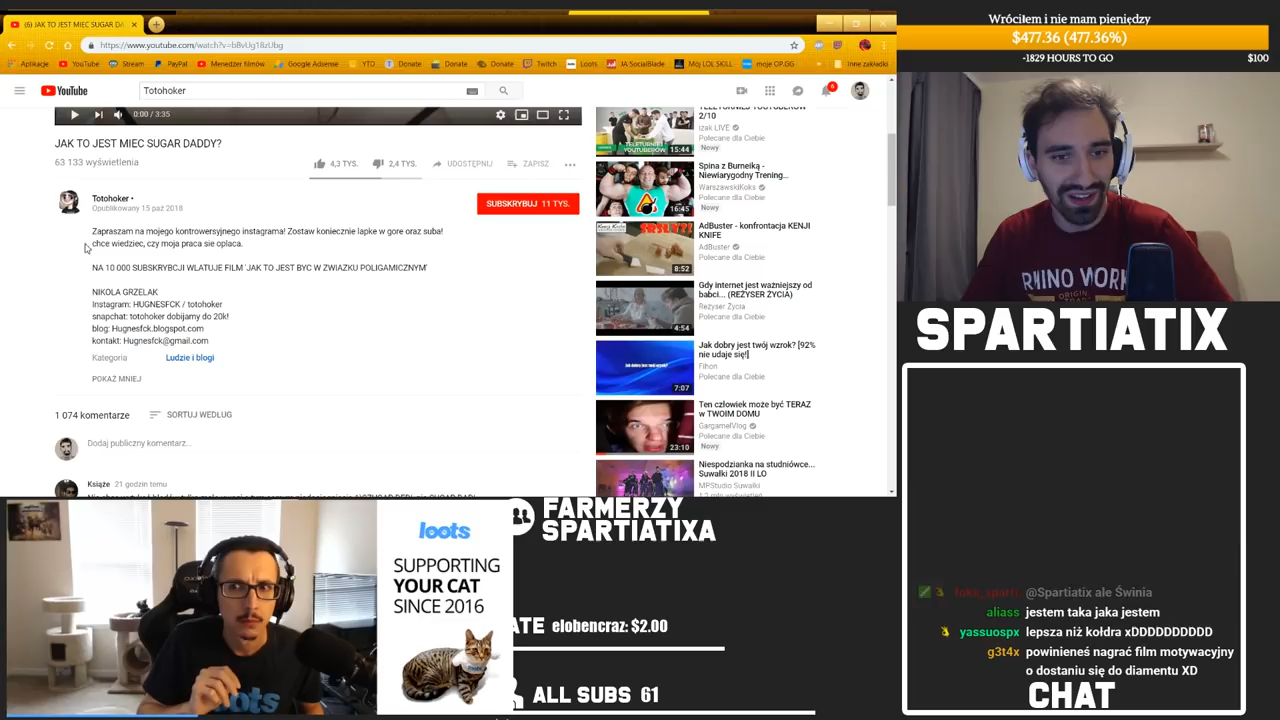 (6) JAK TO JEST MIEC SUGAR DAD
https://www.youtube.com/watch?v=b8vUg18zUbg
Aplikacje YouTube Stream PayPal Menedżer filmów Google Adsense YTD Donate Donate Donate Twitch Loots JA SocialBlade Mój LOL SKILL moje OP.GG Inne zakładki
YouTube
Totohoker
6
0:00 / 3:35
JAK TO JEST MIEC SUGAR DADDY?
63 133 wyświetlenia
4,3 TYS. 2,4 TYS. UDOSTĘPNIJ ZAPISZ
Totohoker •
Opublikowany 15 paź 2018
SUBSKRYBUJ 11 TYS.
Zapraszam na mojego kontrowersyjnego instagrama! Zostaw koniecznie lapke w gore oraz suba!
chce wiedziec, czy moja praca sie oplaca.
NA 10 000 SUBSKRYBCJI WLATUJE FILM 'JAK TO JEST BYC W ZWIAZKU POLIGAMICZNYM'
NIKOLA GRZELAK
Instagram: HUGNESFCK / totohoker
snapchat: totohoker dobijamy do 20k!
blog: Hugnesfck.blogspot.com
kontakt: Hugnesfck@gmail.com
Kategoria Ludzie i blogi
POKAŻ MNIEJ
1 074 komentarze SORTUJ WEDŁUG
Dodaj publiczny komentarz...
Książe 21 godzin temu
TELETURNIEJ YOUTUBERÓW
2/10
izak LIVE
Polecane dla Ciebie
Nowy
15:44
Spina z Burneiką -
Niewiarygodny Trening...
WarszawskiKoks
Polecane dla Ciebie
Nowy
16:45
AdBuster - konfrontacja KENJI
KNIFE
AdBuster
Polecane dla Ciebie
8:52
Gdy internet jest ważniejszy od
babci... (REŻYSER ŻYCIA)
Reżyser Życia
Polecane dla Ciebie
4:54
Jak dobry jest twój wzrok? [92%
nie udaje się!]
Fihon
Polecane dla Ciebie
7:07
Ten człowiek może być TERAZ
w TWOIM DOMU
GargamelVlog
Polecane dla Ciebie
Nowy
23:10
Niespodzianka na studniówce...
Suwałki 2018 II LO
MPStudio Suwałki
Wróciłem i nie mam pieniędzy
$477.36 (477.36%)
-1829 HOURS TO GO $100
ORIGIN
SPARTIATIX
@Spartiatix ale Świnia
aliass jestem taka jaka jestem
yassuospx lepsza niż kołdra xDDDDDDDDDD
g3t4x powinieneś nagrać film motywacyjny
o dostaniu się do diamentu XD
CHAT
loots
SUPPORTING
YOUR CAT
SINCE 2016
loots
FARMERZY
SPARTIATIXA
ATE elobencraz: $2.00
ALL SUBS 61